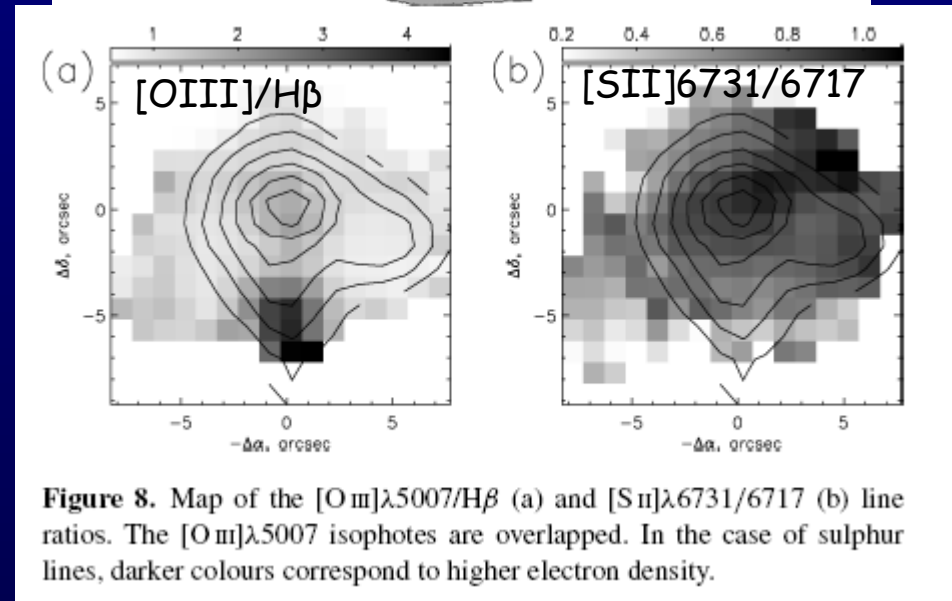 1 2 3 4
(a)
[OIII]/Hβ
5
0
−5
Δδ, arcsec
−5 0 5
−Δα, arcsec
0.2 0.4 0.6 0.8 1.0
(b)
[SII]6731/6717
5
0
−5
Δδ, arcsec
−5 0 5
−Δα, arcsec
Figure 8. Map of the [O III]λ5007/Hβ (a) and [S II]λ6731/6717 (b) line
ratios. The [O III]λ5007 isophotes are overlapped. In the case of sulphur
lines, darker colours correspond to higher electron density.